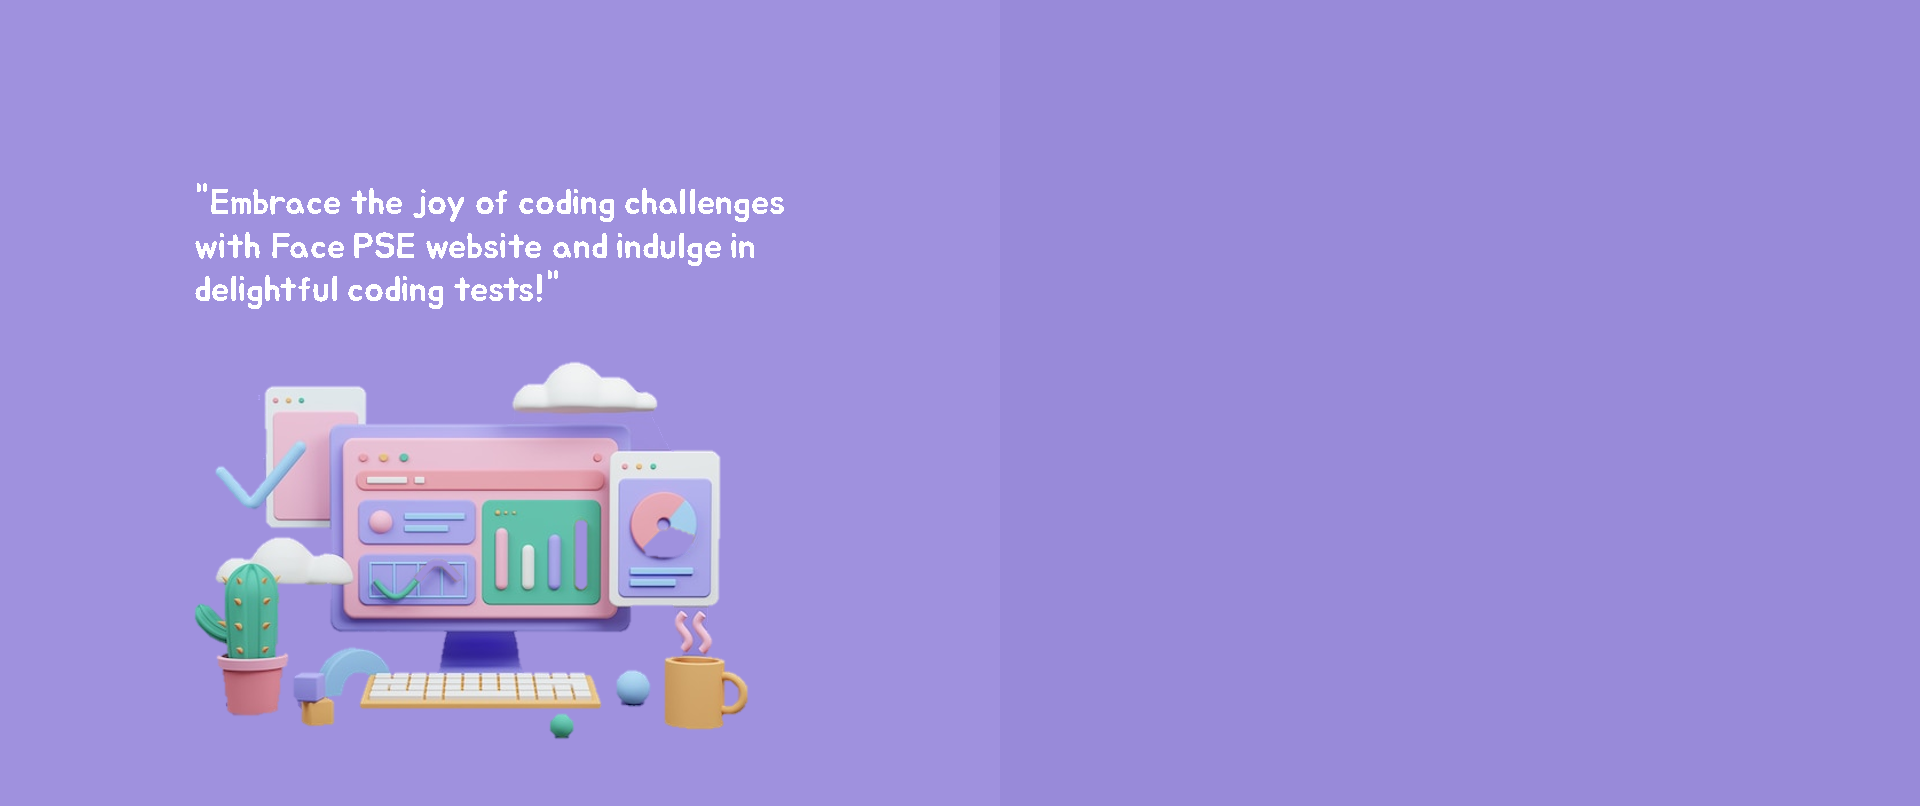 "Embrace the joy of coding challenges
with Face PSE website and indulge in
delightful coding tests!"